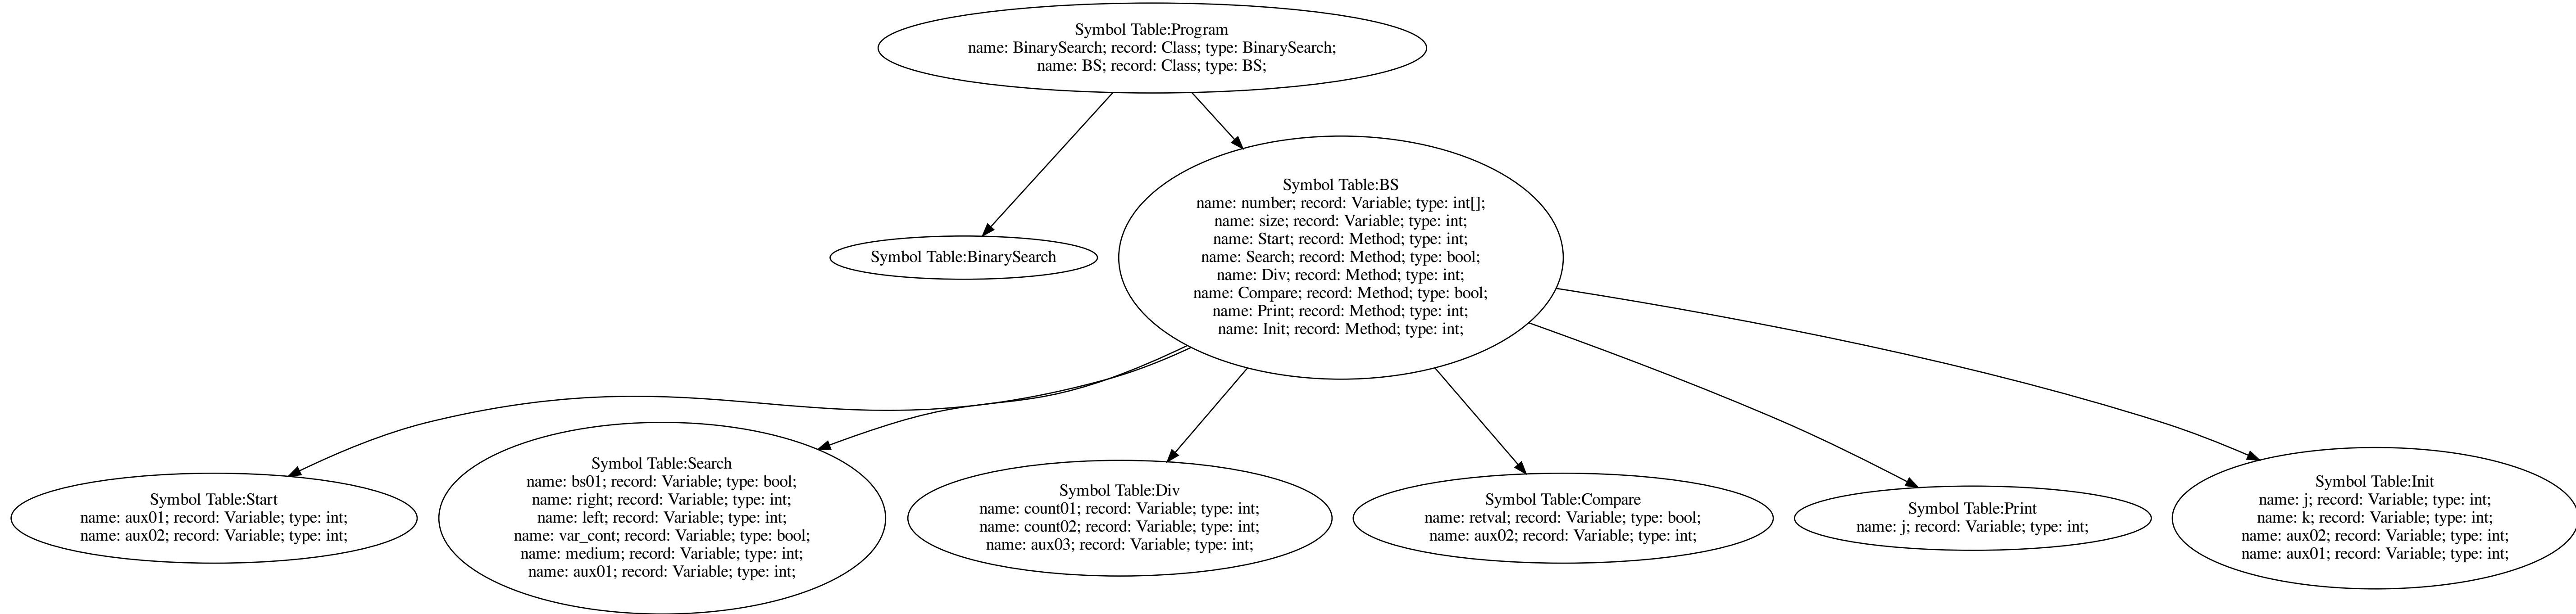 Symbol Table:Program
name: BinarySearch; record: Class; type: BinarySearch;
name: BS; record: Class; type: BS;
Symbol Table:BinarySearch
Symbol Table:BS
name: number; record: Variable; type: int[];
name: size; record: Variable; type: int;
name: Start; record: Method; type: int;
name: Search; record: Method; type: bool;
name: Div; record: Method; type: int;
name: Compare; record: Method; type: bool;
name: Print; record: Method; type: int;
name: Init; record: Method; type: int;
Symbol Table:Start
name: aux01; record: Variable; type: int;
name: aux02; record: Variable; type: int;
Symbol Table:Search
name: bs01; record: Variable; type: bool;
name: right; record: Variable; type: int;
name: left; record: Variable; type: int;
name: var_cont; record: Variable; type: bool;
name: medium; record: Variable; type: int;
name: aux01; record: Variable; type: int;
Symbol Table:Div
name: count01; record: Variable; type: int;
name: count02; record: Variable; type: int;
name: aux03; record: Variable; type: int;
Symbol Table:Compare
name: retval; record: Variable; type: bool;
name: aux02; record: Variable; type: int;
Symbol Table:Print
name: j; record: Variable; type: int;
Symbol Table:Init
name: j; record: Variable; type: int;
name: k; record: Variable; type: int;
name: aux02; record: Variable; type: int;
name: aux01; record: Variable; type: int;